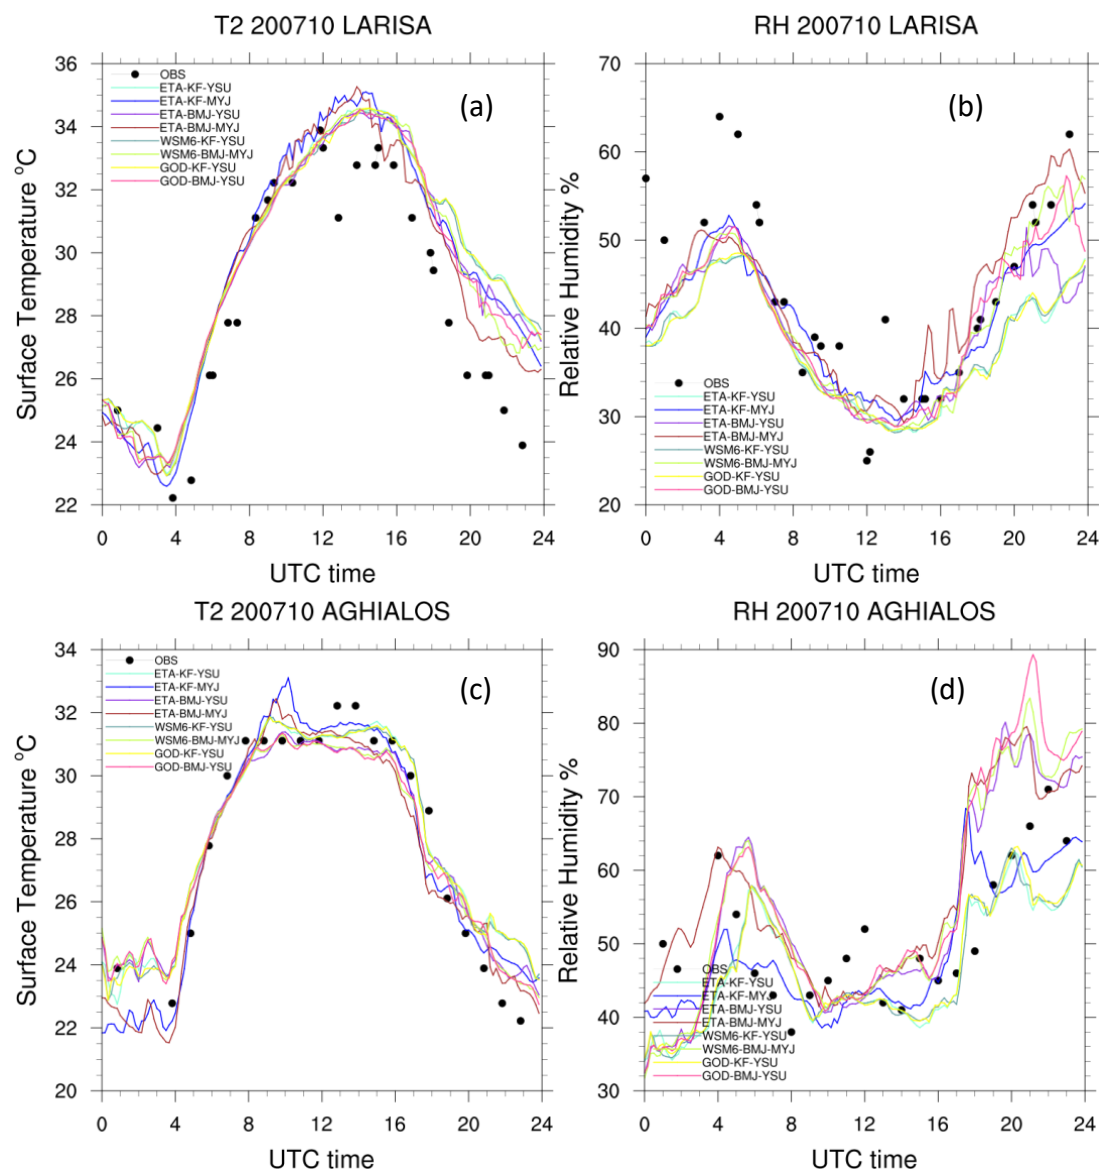 T2 200710 LARISA
36
34
32
30
28
26
24
22
Surface Temperature °C
OBS
ETA-KF-YSU
ETA-KF-MYJ
ETA-BMJ-YSU
ETA-BMJ-MYJ
WSM6-KF-YSU
WSM6-BMJ-MYJ
GOD-KF-YSU
GOD-BMJ-YSU
(a)
0 4 8 12 16 20 24
UTC time
RH 200710 LARISA
70
60
50
40
30
20
Relative Humidity %
(b)
OBS
ETA-KF-YSU
ETA-KF-MYJ
ETA-BMJ-YSU
ETA-BMJ-MYJ
WSM6-KF-YSU
WSM6-BMJ-MYJ
GOD-KF-YSU
GOD-BMJ-YSU
0 4 8 12 16 20 24
UTC time
T2 200710 AGHIALOS
34
32
30
28
26
24
22
20
Surface Temperature °C
OBS
ETA-KF-YSU
ETA-KF-MYJ
ETA-BMJ-YSU
ETA-BMJ-MYJ
WSM6-KF-YSU
WSM6-BMJ-MYJ
GOD-KF-YSU
GOD-BMJ-YSU
(c)
0 4 8 12 16 20 24
UTC time
RH 200710 AGHIALOS
90
80
70
60
50
40
30
Relative Humidity %
(d)
OBS
ETA-KF-YSU
ETA-KF-MYJ
ETA-BMJ-YSU
ETA-BMJ-MYJ
WSM6-KF-YSU
WSM6-BMJ-MYJ
GOD-KF-YSU
GOD-BMJ-YSU
0 4 8 12 16 20 24
UTC time